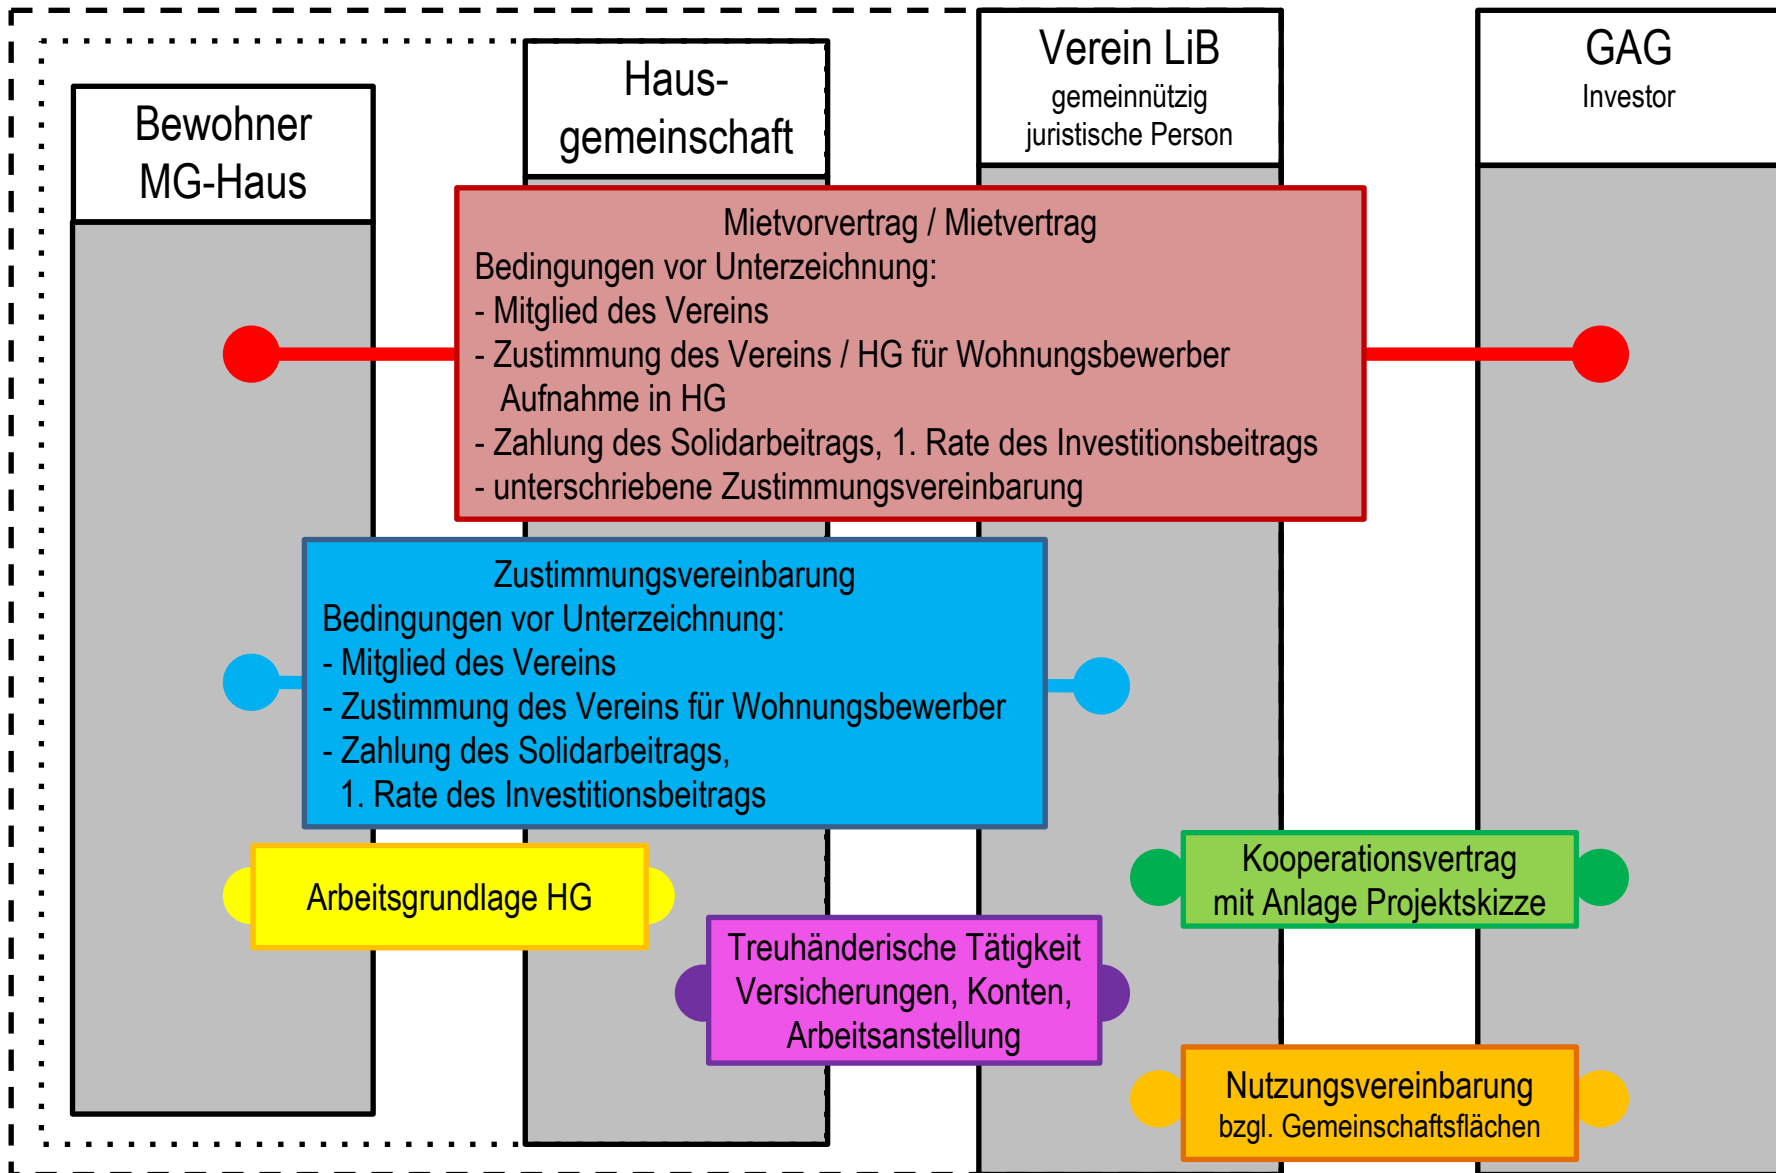 Bewohner
MG-Haus
Haus-
gemeinschaft
Verein LiB
gemeinnützig
juristische Person
GAG
Investor
Mietvorvertrag / Mietvertrag
Bedingungen vor Unterzeichnung:
- Mitglied des Vereins
- Zustimmung des Vereins / HG für Wohnungsbewerber
Aufnahme in HG
- Zahlung des Solidarbeitrags, 1. Rate des Investitionsbeitrags
- unterschriebene Zustimmungsvereinbarung
Zustimmungsvereinbarung
Bedingungen vor Unterzeichnung:
- Mitglied des Vereins
- Zustimmung des Vereins für Wohnungsbewerber
- Zahlung des Solidarbeitrags,
1. Rate des Investitionsbeitrags
Arbeitsgrundlage HG
Kooperationsvertrag
mit Anlage Projektskizze
Treuhänderische Tätigkeit
Versicherungen, Konten,
Arbeitsanstellung
Nutzungsvereinbarung
bzgl. Gemeinschaftsflächen